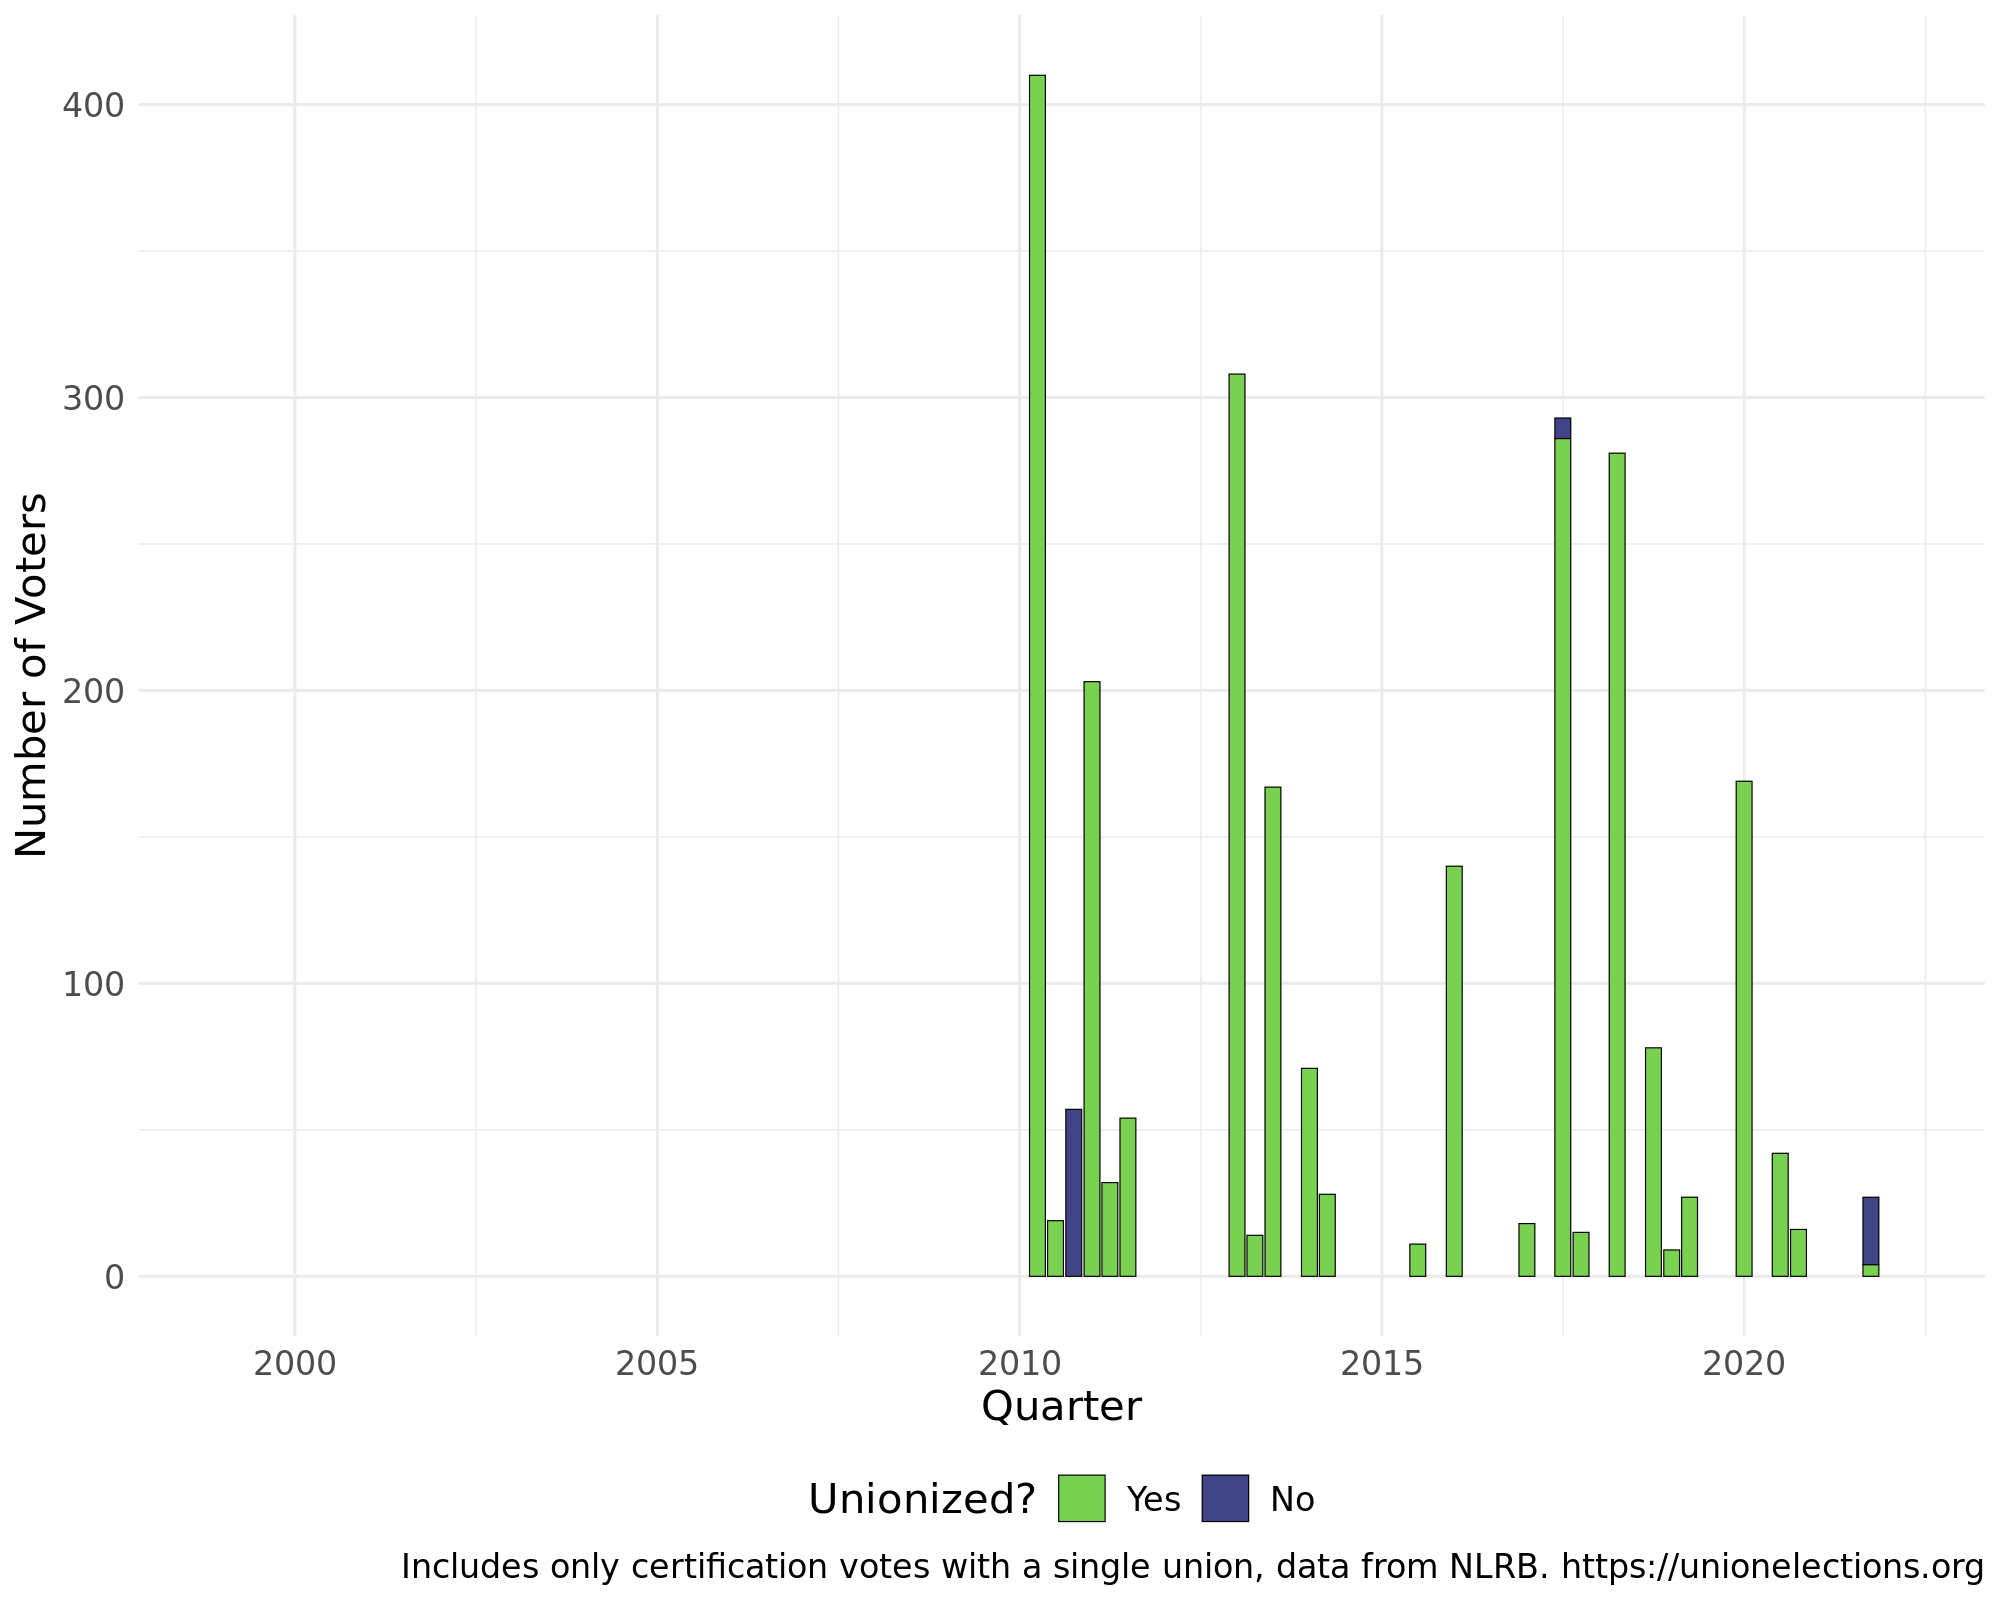 Number of Voters
400
300
200
100
0
2000 2005 2010 2015 2020
Quarter
Unionized? Yes No
Includes only certification votes with a single union, data from NLRB. https://unionelections.org